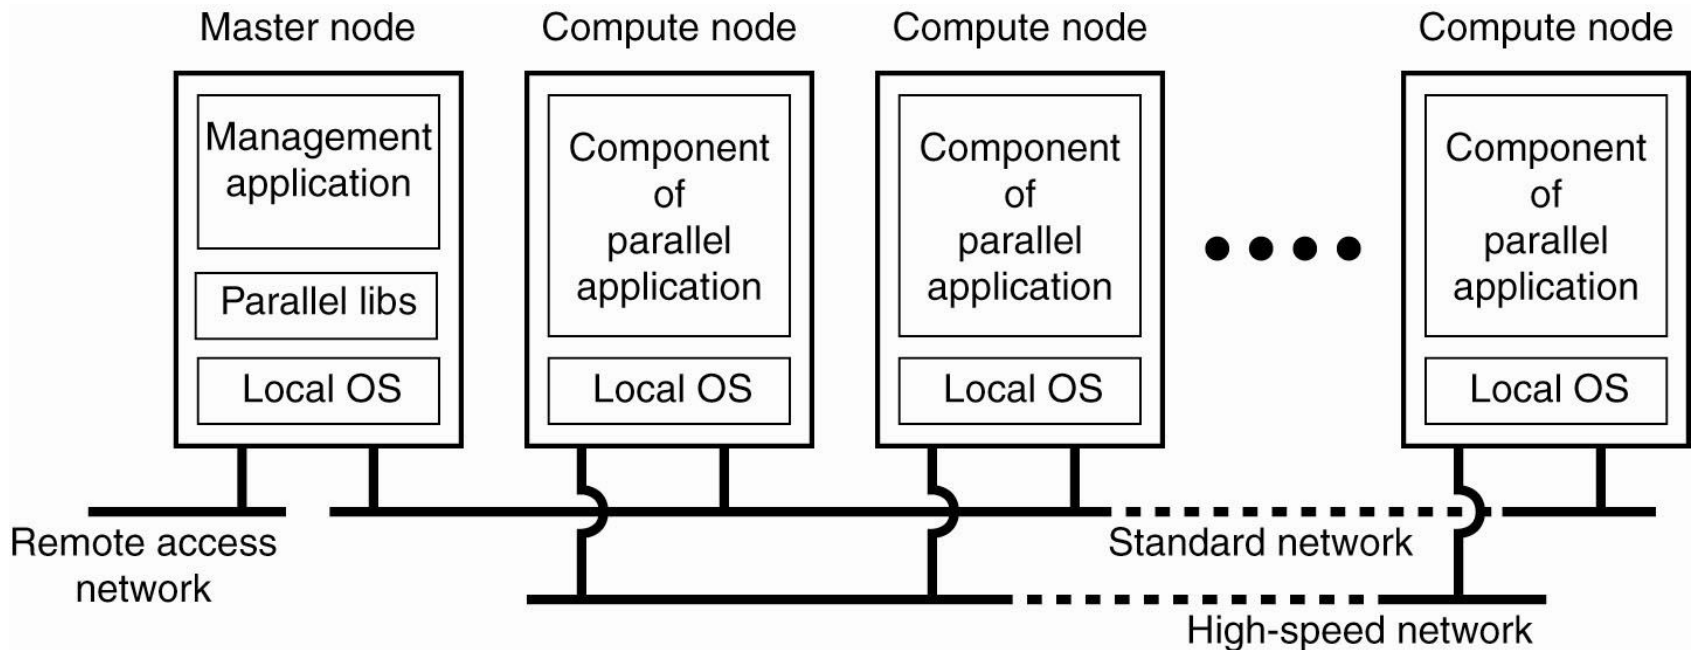 Master node
Compute node
Compute node
Compute node
Management
application
Parallel libs
Local OS
Component
of
parallel
application
Local OS
Component
of
parallel
application
Local OS
Component
of
parallel
application
Local OS
Remote access
network
Standard network
High-speed network